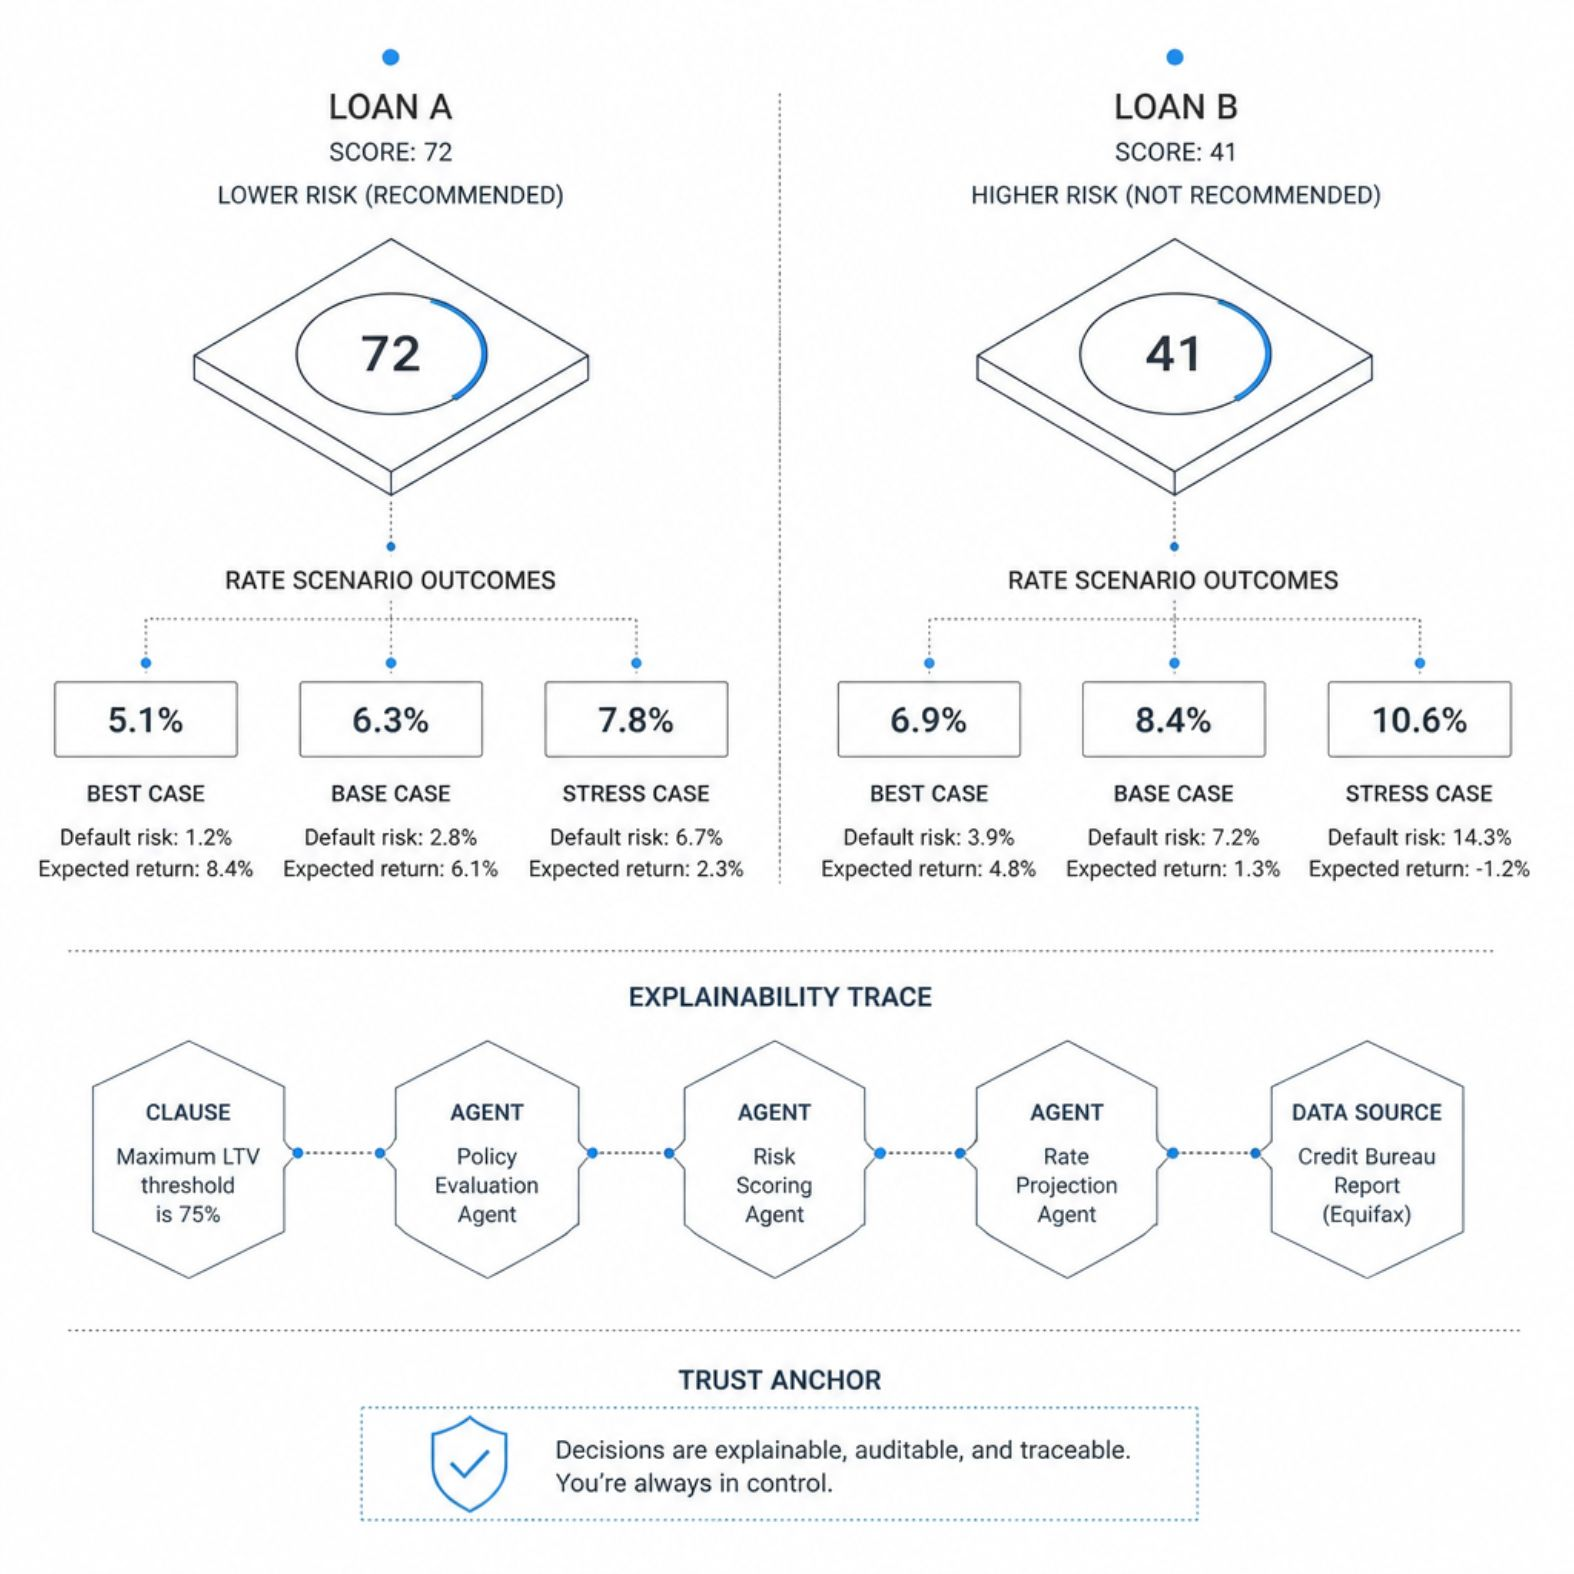 LOAN A
SCORE: 72
LOWER RISK (RECOMMENDED)
72
RATE SCENARIO OUTCOMES
5.1%
BEST CASE
Default risk: 1.2%
Expected return: 8.4%
6.3%
BASE CASE
Default risk: 2.8%
Expected return: 6.1%
7.8%
STRESS CASE
Default risk: 6.7%
Expected return: 2.3%
LOAN B
SCORE: 41
HIGHER RISK (NOT RECOMMENDED)
41
RATE SCENARIO OUTCOMES
6.9%
BEST CASE
Default risk: 3.9%
Expected return: 4.8%
8.4%
BASE CASE
Default risk: 7.2%
Expected return: 1.3%
10.6%
STRESS CASE
Default risk: 14.3%
Expected return: -1.2%
EXPLAINABILITY TRACE
CLAUSE
Maximum LTV
threshold
is 75%
AGENT
Policy
Evaluation
Agent
AGENT
Risk
Scoring
Agent
AGENT
Rate
Projection
Agent
DATA SOURCE
Credit Bureau
Report
(Equifax)
TRUST ANCHOR
Decisions are explainable, auditable, and traceable.
You're always in control.